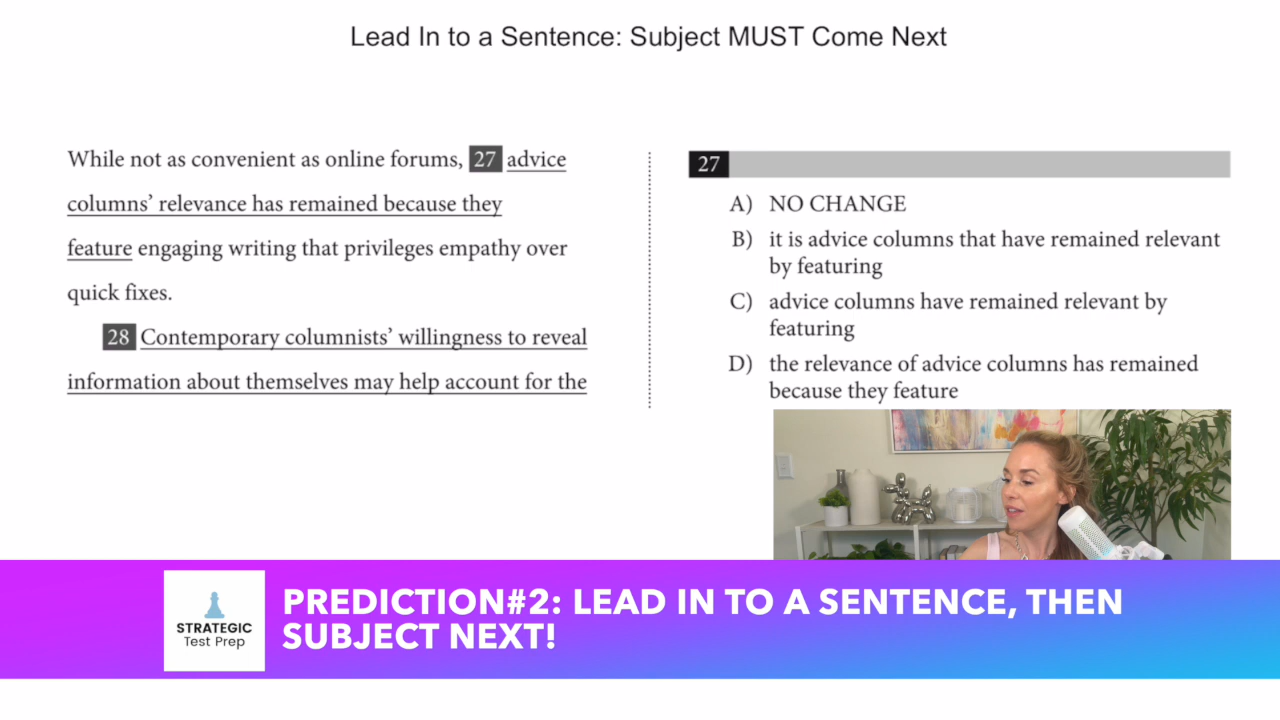 Lead In to a Sentence: Subject MUST Come Next
While not as convenient as online forums, 27 advice
columns’ relevance has remained because they
feature engaging writing that privileges empathy over
quick fixes.
28 Contemporary columnists’ willingness to reveal
information about themselves may help account for the
27
A) NO CHANGE
B) it is advice columns that have remained relevant
by featuring
C) advice columns have remained relevant by
featuring
D) the relevance of advice columns has remained
because they feature
STRATEGIC
Test Prep
PREDICTION#2: LEAD IN TO A SENTENCE, THEN
SUBJECT NEXT!